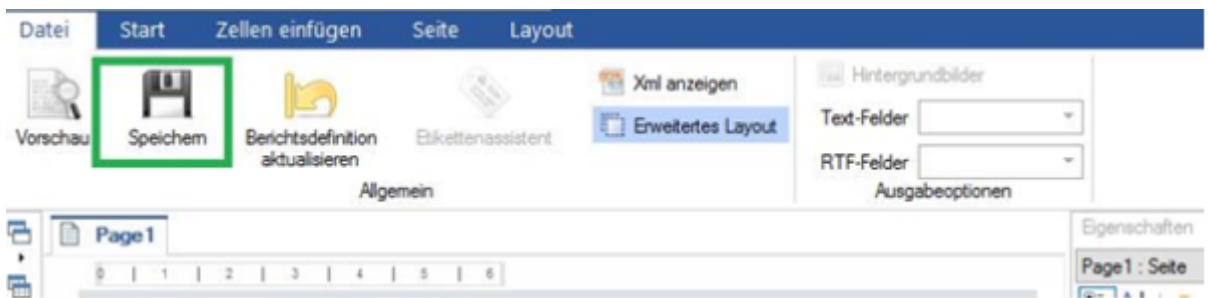 Datei Start Zellen einfügen Seite Layout
Vorschau
Speichern
Berichtsdefinition
aktualisieren
Etikettenassistent
Xml anzeigen
Erweitertes Layout
Allgemein
Hintergrundbilder
Text-Felder
RTF-Felder
Ausgabeoptionen
Page1
0 1 2 3 4 5 6
Eigenschaften
Page1 : Seite